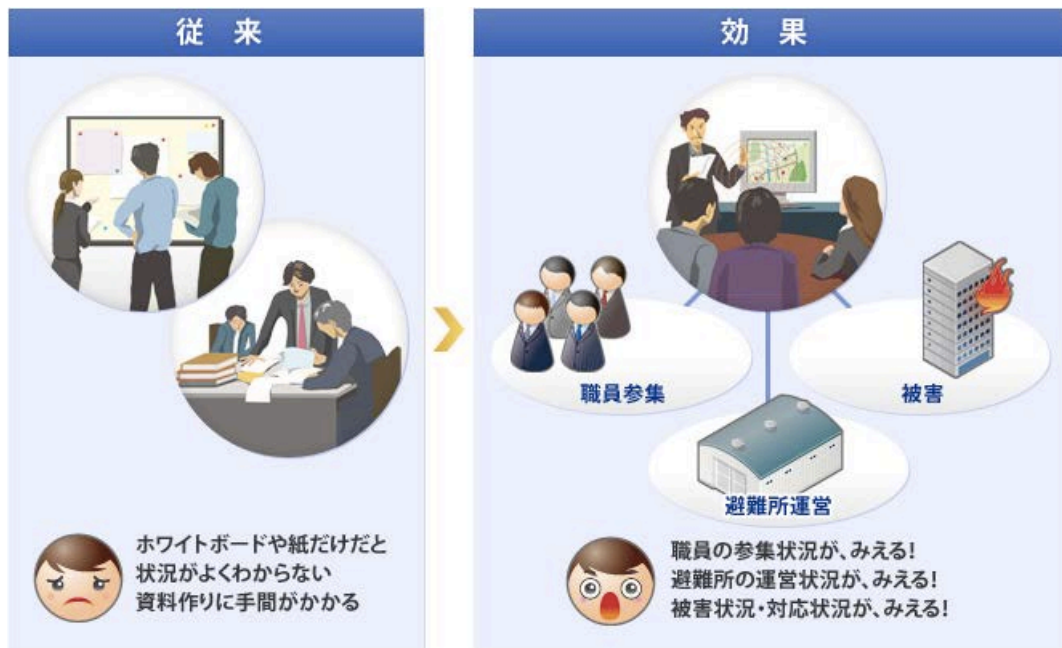 従 来
ホワイトボードや紙だけだと
状況がよくわからない
資料作りに手間がかかる
効 果
職員参集
被害
避難所運営
職員の参集状況が、みえる!
避難所の運営状況が、みえる!
被害状況・対応状況が、みえる!